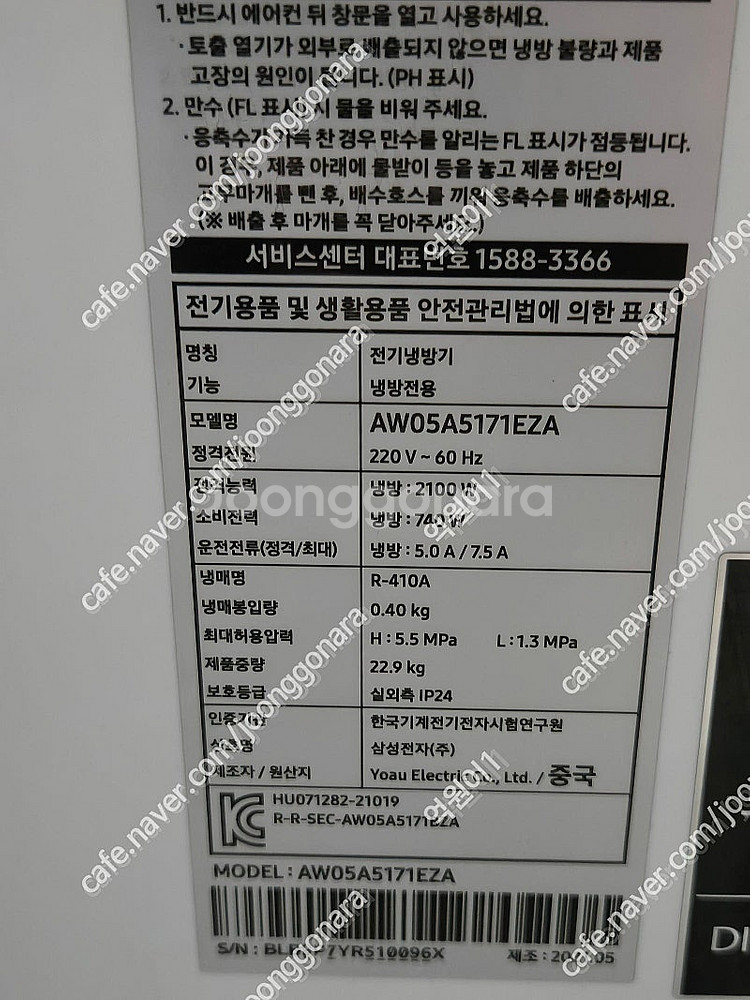 1. 반드시 에어컨 뒤 창문을 열고 사용하세요.
· 토출 열기가 외부로 배출되지 않으면 냉방 불량과 제품
고장의 원인이 됩니다. (PH 표시)
2. 만수 (FL 표시) 시 물을 비워 주세요.
· 응축수가 가득 찬 경우 만수를 알리는 FL 표시가 점등됩니다.
이 경우, 제품 아래에 물받이 등을 놓고 제품 하단의
고무마개를 뺀 후, 배수호스를 끼워 응축수를 배출하세요.
(※ 배출 후 마개를 꼭 닫아주세요.)
서비스센터 대표번호 1588-3366
전기용품 및 생활용품 안전관리법에 의한 표시
명칭 전기냉방기
기능 냉방전용
모델명 AW05A5171EZA
정격전원 220 V ~ 60 Hz
정격능력 냉방 : 2100 W
소비전력 냉방 : 740 W
운전전류(정격/최대) 냉방 : 5.0 A / 7.5 A
냉매명 R-410A
냉매봉입량 0.40 kg
최대허용압력 H : 5.5 MPa L : 1.3 MPa
제품중량 22.9 kg
보호등급 실외측 IP24
인증기관 한국기계전기전자시험연구원
상호명 삼성전자(주)
제조자 / 원산지 Yoau Electric Co., Ltd. / 중국
HU071282-21019
R-R-SEC-AW05A5171EZA
MODEL : AW05A5171EZA
S/N : 제조 :
DI
joonggonara
cafe.naver.com/joonggonara
cafe.naver.com/joonggonara
cafe.naver.com/joonggonara